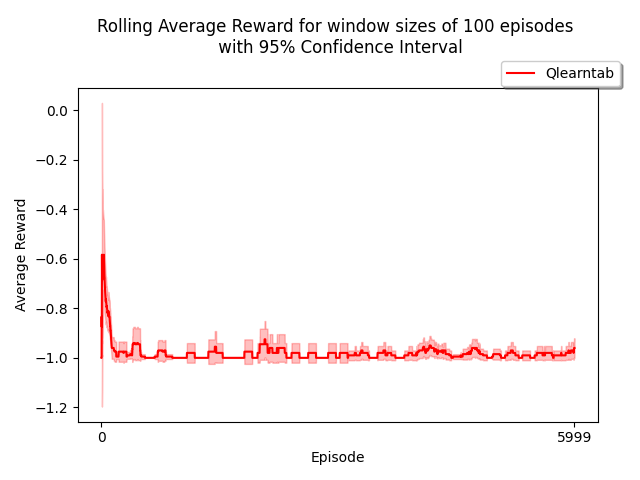 Rolling Average Reward for window sizes of 100 episodes
with 95% Confidence Interval
Qlearntab
0.0
−0.2
−0.4
−0.6
−0.8
−1.0
−1.2
Average Reward
0
5999
Episode